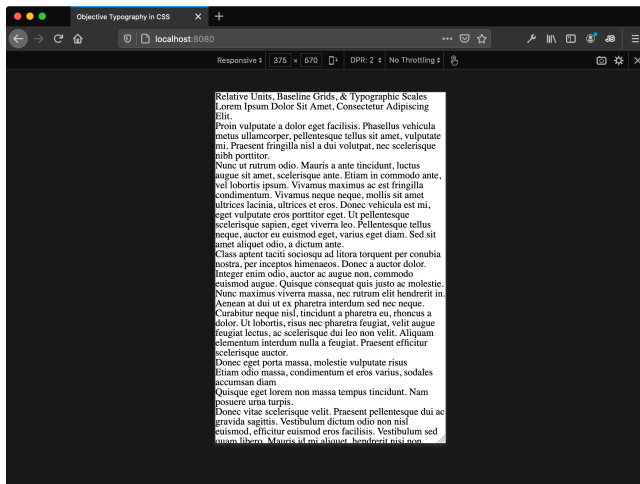 Objective Typography in CSS
localhost:8080
Responsive 375 × 570 DPR: 2 No Throttling
Relative Units, Baseline Grids, & Typographic Scales
Lorem Ipsum Dolor Sit Amet, Consectetur Adipiscing
Elit.
Proin vulputate a dolor eget facilisis. Phasellus vehicula
metus ullamcorper, pellentesque tellus sit amet, vulputate
mi. Praesent fringilla nisl a dui volutpat, nec scelerisque
nibh porttitor.
Nunc ut rutrum odio. Mauris a ante tincidunt, luctus
augue sit amet, scelerisque ante. Etiam in commodo ante,
vel lobortis ipsum. Vivamus maximus ac est fringilla
condimentum. Vivamus neque neque, mollis sit amet
ultrices lacinia, ultrices et eros. Donec vehicula est mi,
eget vulputate eros porttitor eget. Ut pellentesque
scelerisque sapien, eget viverra leo. Pellentesque tellus
neque, auctor eu euismod eget, varius eget diam. Sed sit
amet aliquet odio, a dictum ante.
Class aptent taciti sociosqu ad litora torquent per conubia
nostra, per inceptos himenaeos. Donec a auctor dolor.
Integer enim odio, auctor ac augue non, commodo
euismod augue. Quisque consequat quis justo ac molestie.
Nunc maximus viverra massa, nec rutrum elit hendrerit in.
Aenean at dui ut ex pharetra interdum sed nec neque.
Curabitur neque nisl, tincidunt a pharetra eu, rhoncus a
dolor. Ut lobortis, risus nec pharetra feugiat, velit augue
feugiat lectus, ac scelerisque dui leo non velit. Aliquam
elementum interdum nulla a feugiat. Praesent efficitur
scelerisque auctor.
Donec eget porta massa, molestie vulputate risus
Etiam odio massa, condimentum et eros varius, sodales
accumsan diam
Quisque eget lorem non massa tempus tincidunt. Nam
posuere urna turpis.
Donec vitae scelerisque velit. Praesent pellentesque dui ac
gravida sagittis. Vestibulum dictum odio non nisl
euismod, efficitur euismod eros facilisis. Vestibulum sed
quam libero. Mauris id mi aliquet, hendrerit nisi non